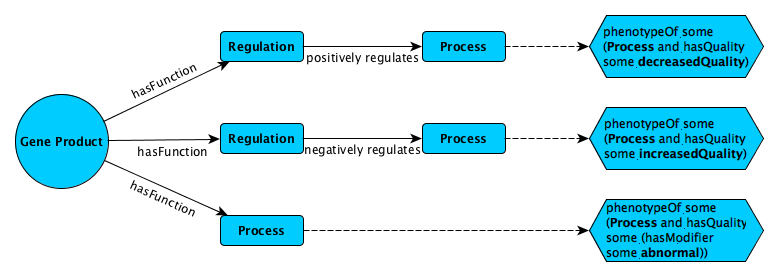 Gene Product
hasFunction
Regulation
positively regulates
Process
phenotypeOf some
(Process and hasQuality
some decreasedQuality)
hasFunction
Regulation
negatively regulates
Process
phenotypeOf some
(Process and hasQuality
some increasedQuality)
hasFunction
Process
phenotypeOf some
(Process and hasQuality
some (hasModifier
some abnormal))